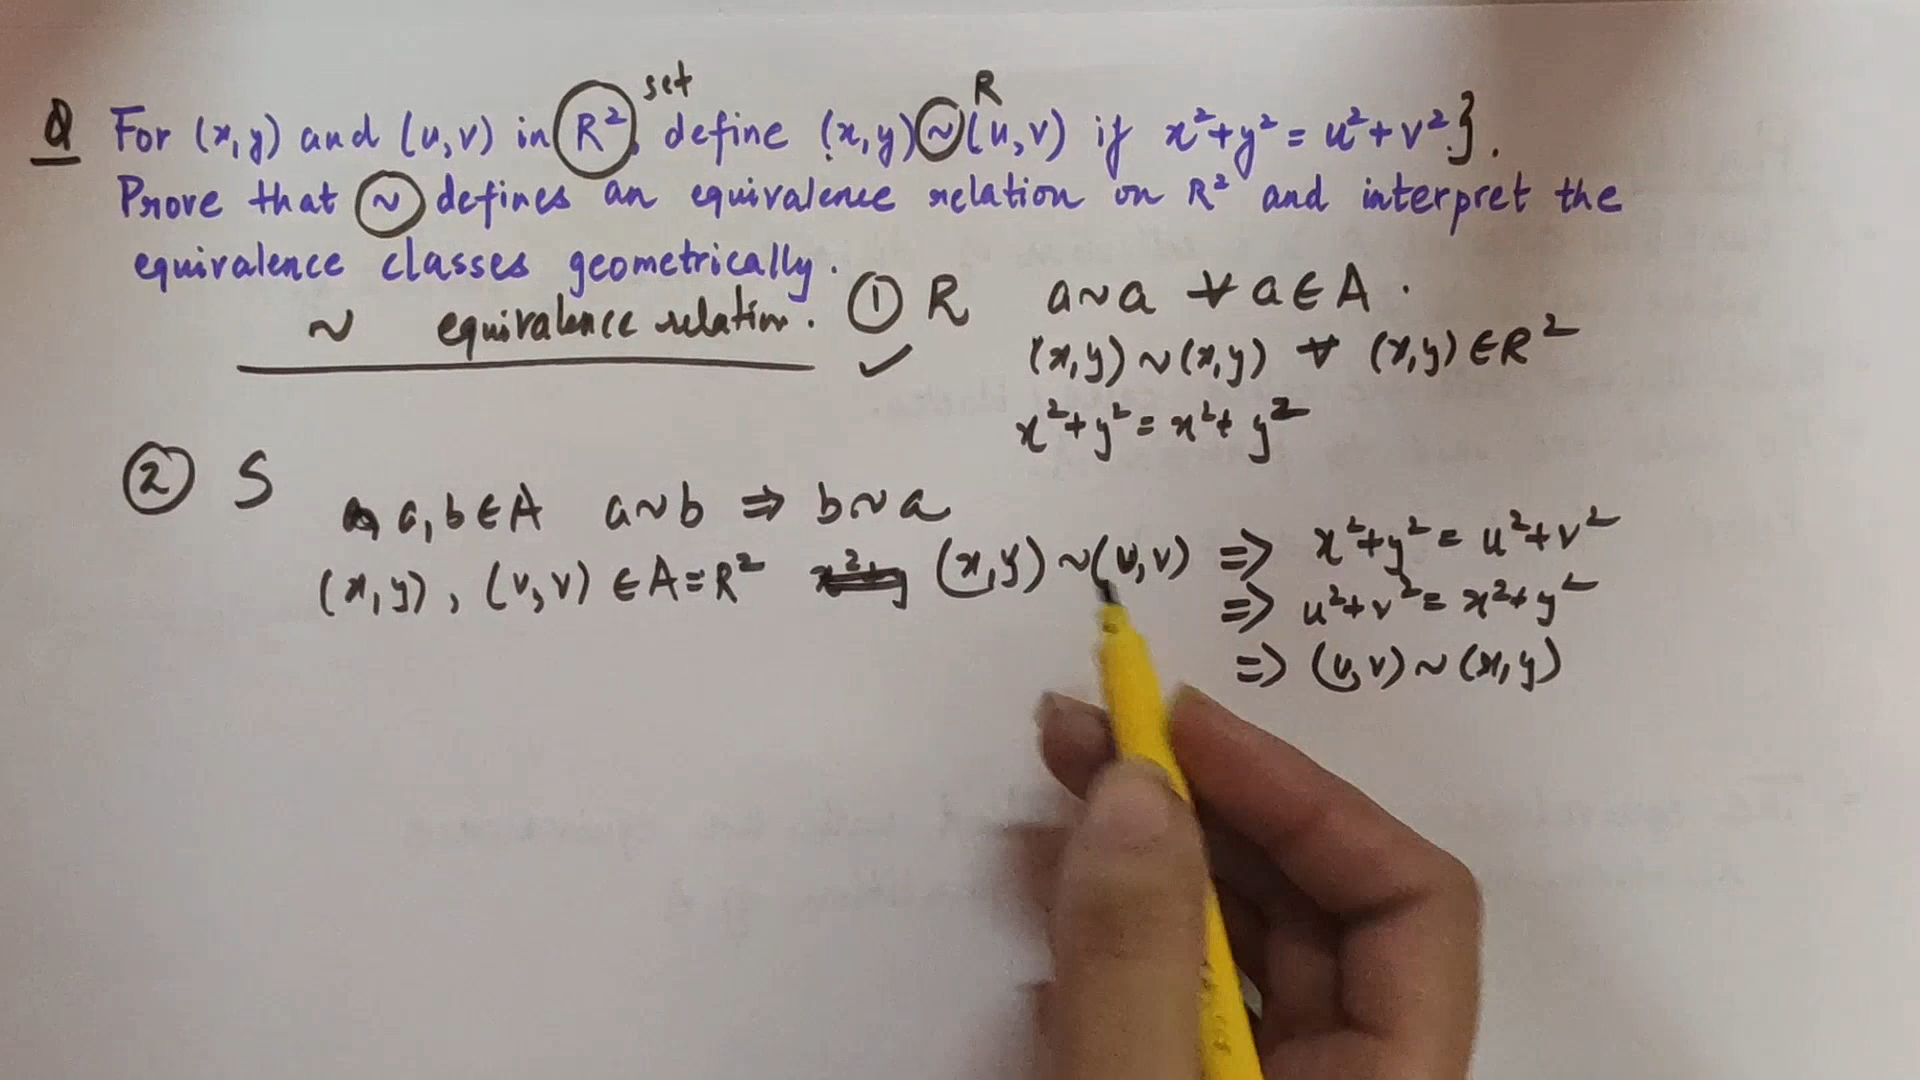 set R
Q For (x,y) and (u,v) in R², define (x,y) ~ (u,v) if x²+y² = u²+v²}.
Prove that ~ defines an equivalence relation on R² and interpret the
equivalence classes geometrically.
~ equivalence relation. ① R a~a ∀ a∈A.
✓ (x,y)~(x,y) ∀ (x,y)∈R²
x²+y² = x²+y²
② S
a,b∈A a~b ⇒ b~a
(x,y), (u,v) ∈A=R² (x,y) ~(u,v) ⇒ x²+y² = u²+v²
⇒ u²+v² = x²+y²
⇒ (u,v) ~ (x,y)